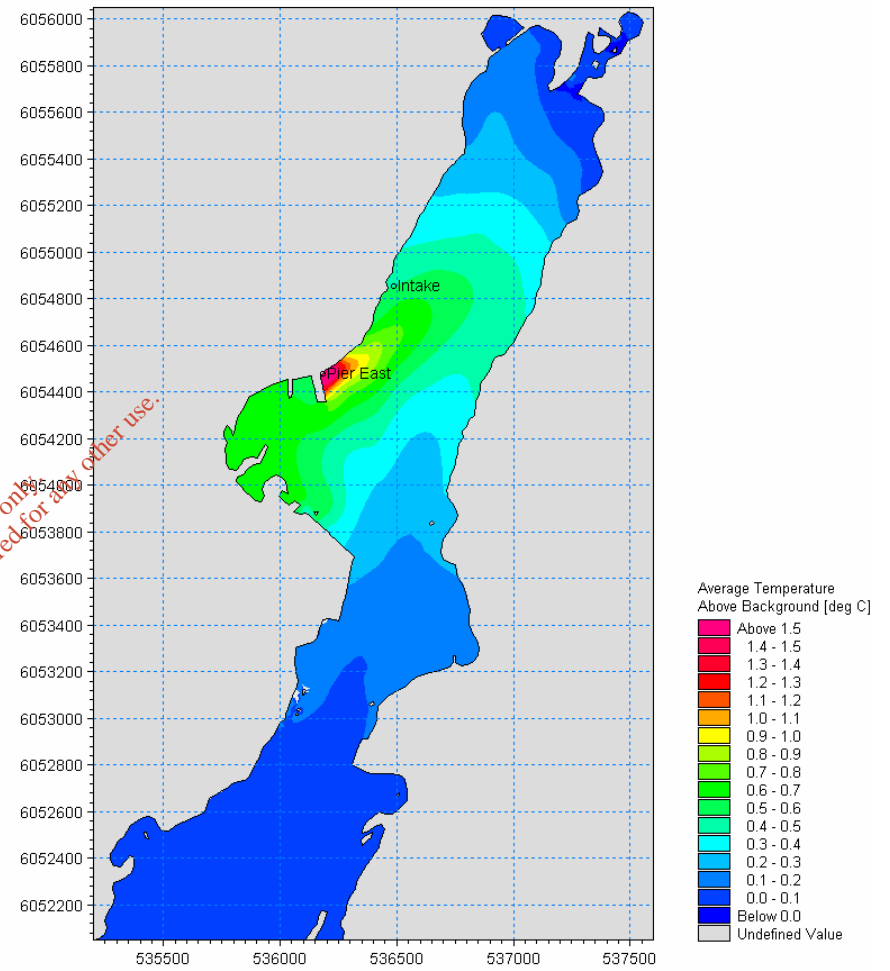 6056000
6055800
6055600
6055400
6055200
6055000
6054800
6054600
6054400
6054200
6054000
6053800
6053600
6053400
6053200
6053000
6052800
6052600
6052400
6052200
535500 536000 536500 537000 537500
Intake
Pier East
only
for any other use.
Average Temperature
Above Background [deg C]
Above 1.5
1.4 - 1.5
1.3 - 1.4
1.2 - 1.3
1.1 - 1.2
1.0 - 1.1
0.9 - 1.0
0.8 - 0.9
0.7 - 0.8
0.6 - 0.7
0.5 - 0.6
0.4 - 0.5
0.3 - 0.4
0.2 - 0.3
0.1 - 0.2
0.0 - 0.1
Below 0.0
Undefined Value